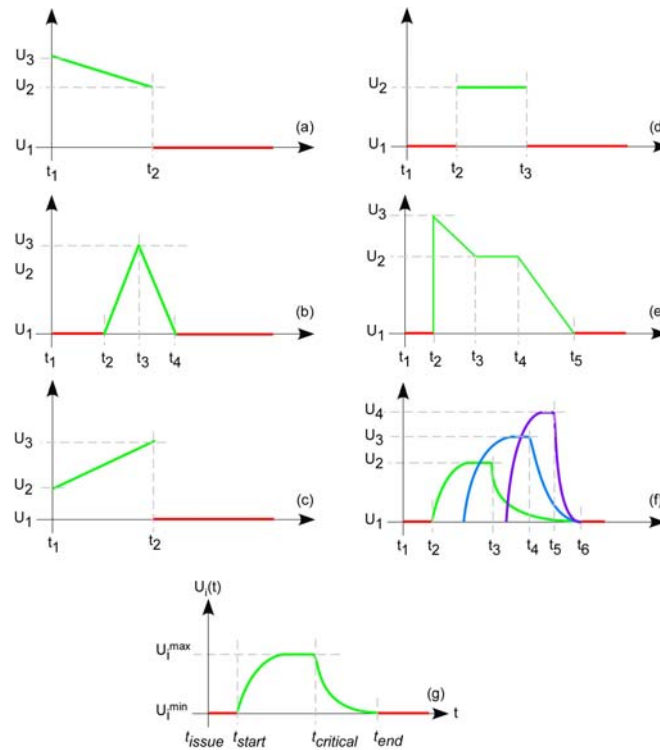 U3
U2
U1
t1 t2
(a)
U2
U1
t1 t2 t3
(d)
U3
U2
U1
t1 t2 t3 t4
(b)
U3
U2
U1
t1 t2 t3 t4 t5
(e)
U3
U2
U1
t1 t2
(c)
U4
U3
U2
U1
t1 t2 t3 t4 t5 t6
(f)
Ui(t)
Uimax
Uimin
(g)
t
tissue tstart tcritical tend